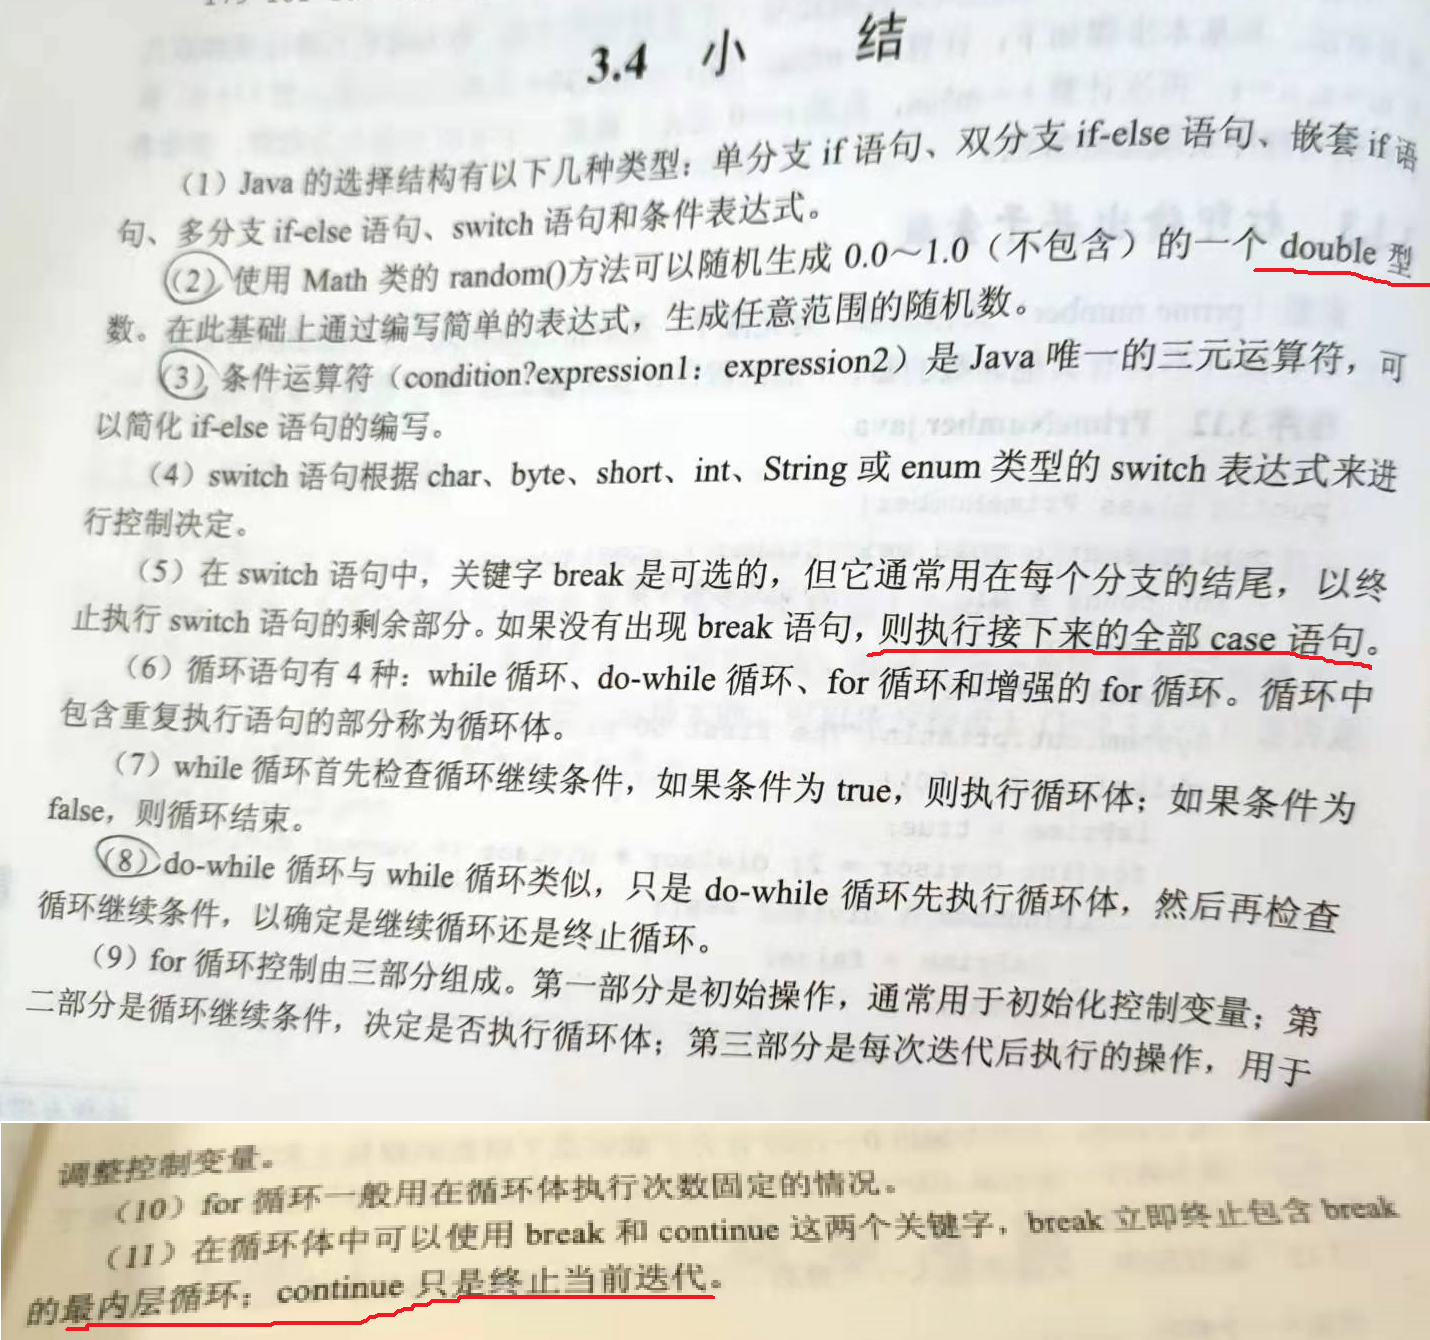 3.4 小 结
(1) Java 的选择结构有以下几种类型：单分支 if 语句、双分支 if-else 语句、嵌套 if 语
句、多分支 if-else 语句、switch 语句和条件表达式。
(2) 使用 Math 类的 random()方法可以随机生成 0.0～1.0（不包含）的一个 double 型
数。在此基础上通过编写简单的表达式，生成任意范围的随机数。
(3) 条件运算符（condition?expression1：expression2）是 Java 唯一的三元运算符，可
以简化 if-else 语句的编写。
(4) switch 语句根据 char、byte、short、int、String 或 enum 类型的 switch 表达式来进
行控制决定。
(5) 在 switch 语句中，关键字 break 是可选的，但它通常用在每个分支的结尾，以终
止执行 switch 语句的剩余部分。如果没有出现 break 语句，则执行接下来的全部 case 语句。
(6) 循环语句有 4 种：while 循环、do-while 循环、for 循环和增强的 for 循环。循环中
包含重复执行语句的部分称为循环体。
(7) while 循环首先检查循环继续条件，如果条件为 true，则执行循环体；如果条件为
false，则循环结束。
(8) do-while 循环与 while 循环类似，只是 do-while 循环先执行循环体，然后再检查
循环继续条件，以确定是继续循环还是终止循环。
(9) for 循环控制由三部分组成。第一部分是初始操作，通常用于初始化控制变量；第
二部分是循环继续条件，决定是否执行循环体；第三部分是每次迭代后执行的操作，用于
调整控制变量。
(10) for 循环一般用在循环体执行次数固定的情况。
(11) 在循环体中可以使用 break 和 continue 这两个关键字，break 立即终止包含 break
的最内层循环；continue 只是终止当前迭代。